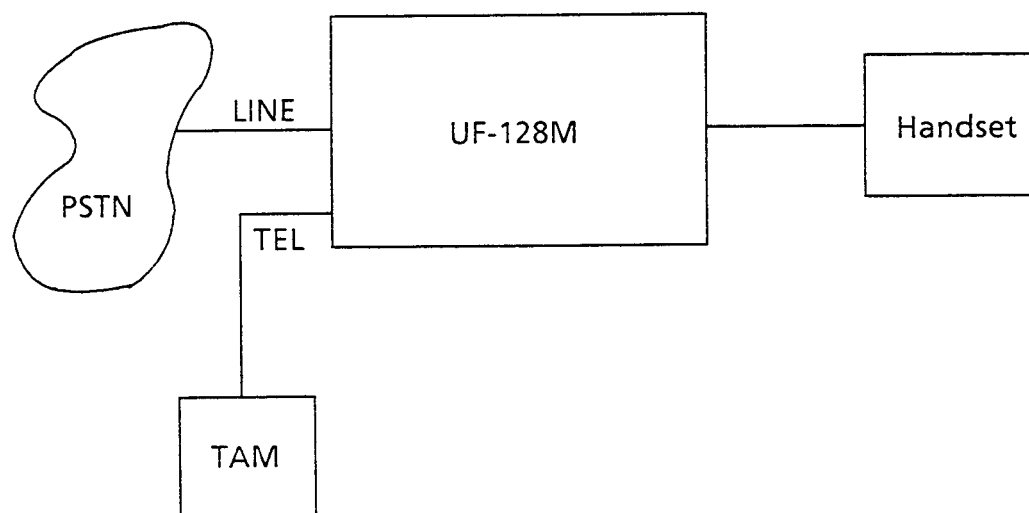 LINE
UF-128M
Handset
PSTN
TEL
TAM